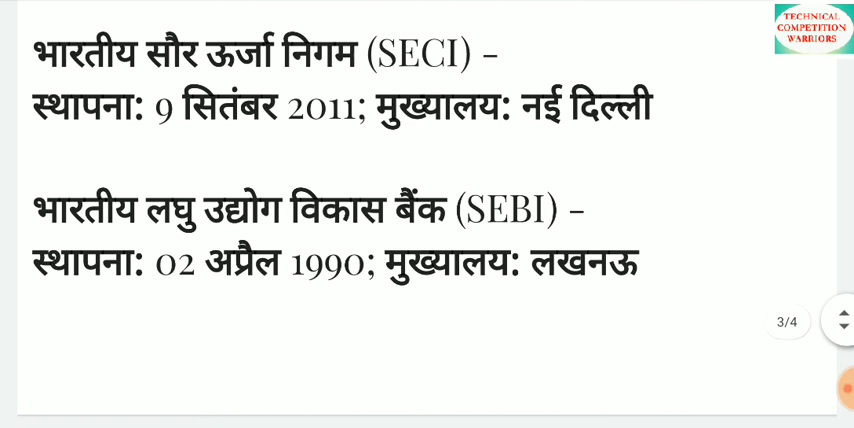 TECHNICAL
COMPETITION
WARRIORS
भारतीय सौर ऊर्जा निगम (SECI) –
स्थापना: 9 सितंबर 2011; मुख्यालय: नई दिल्ली
भारतीय लघु उद्योग विकास बैंक (SEBI) –
स्थापना: 02 अप्रैल 1990; मुख्यालय: लखनऊ
3/4